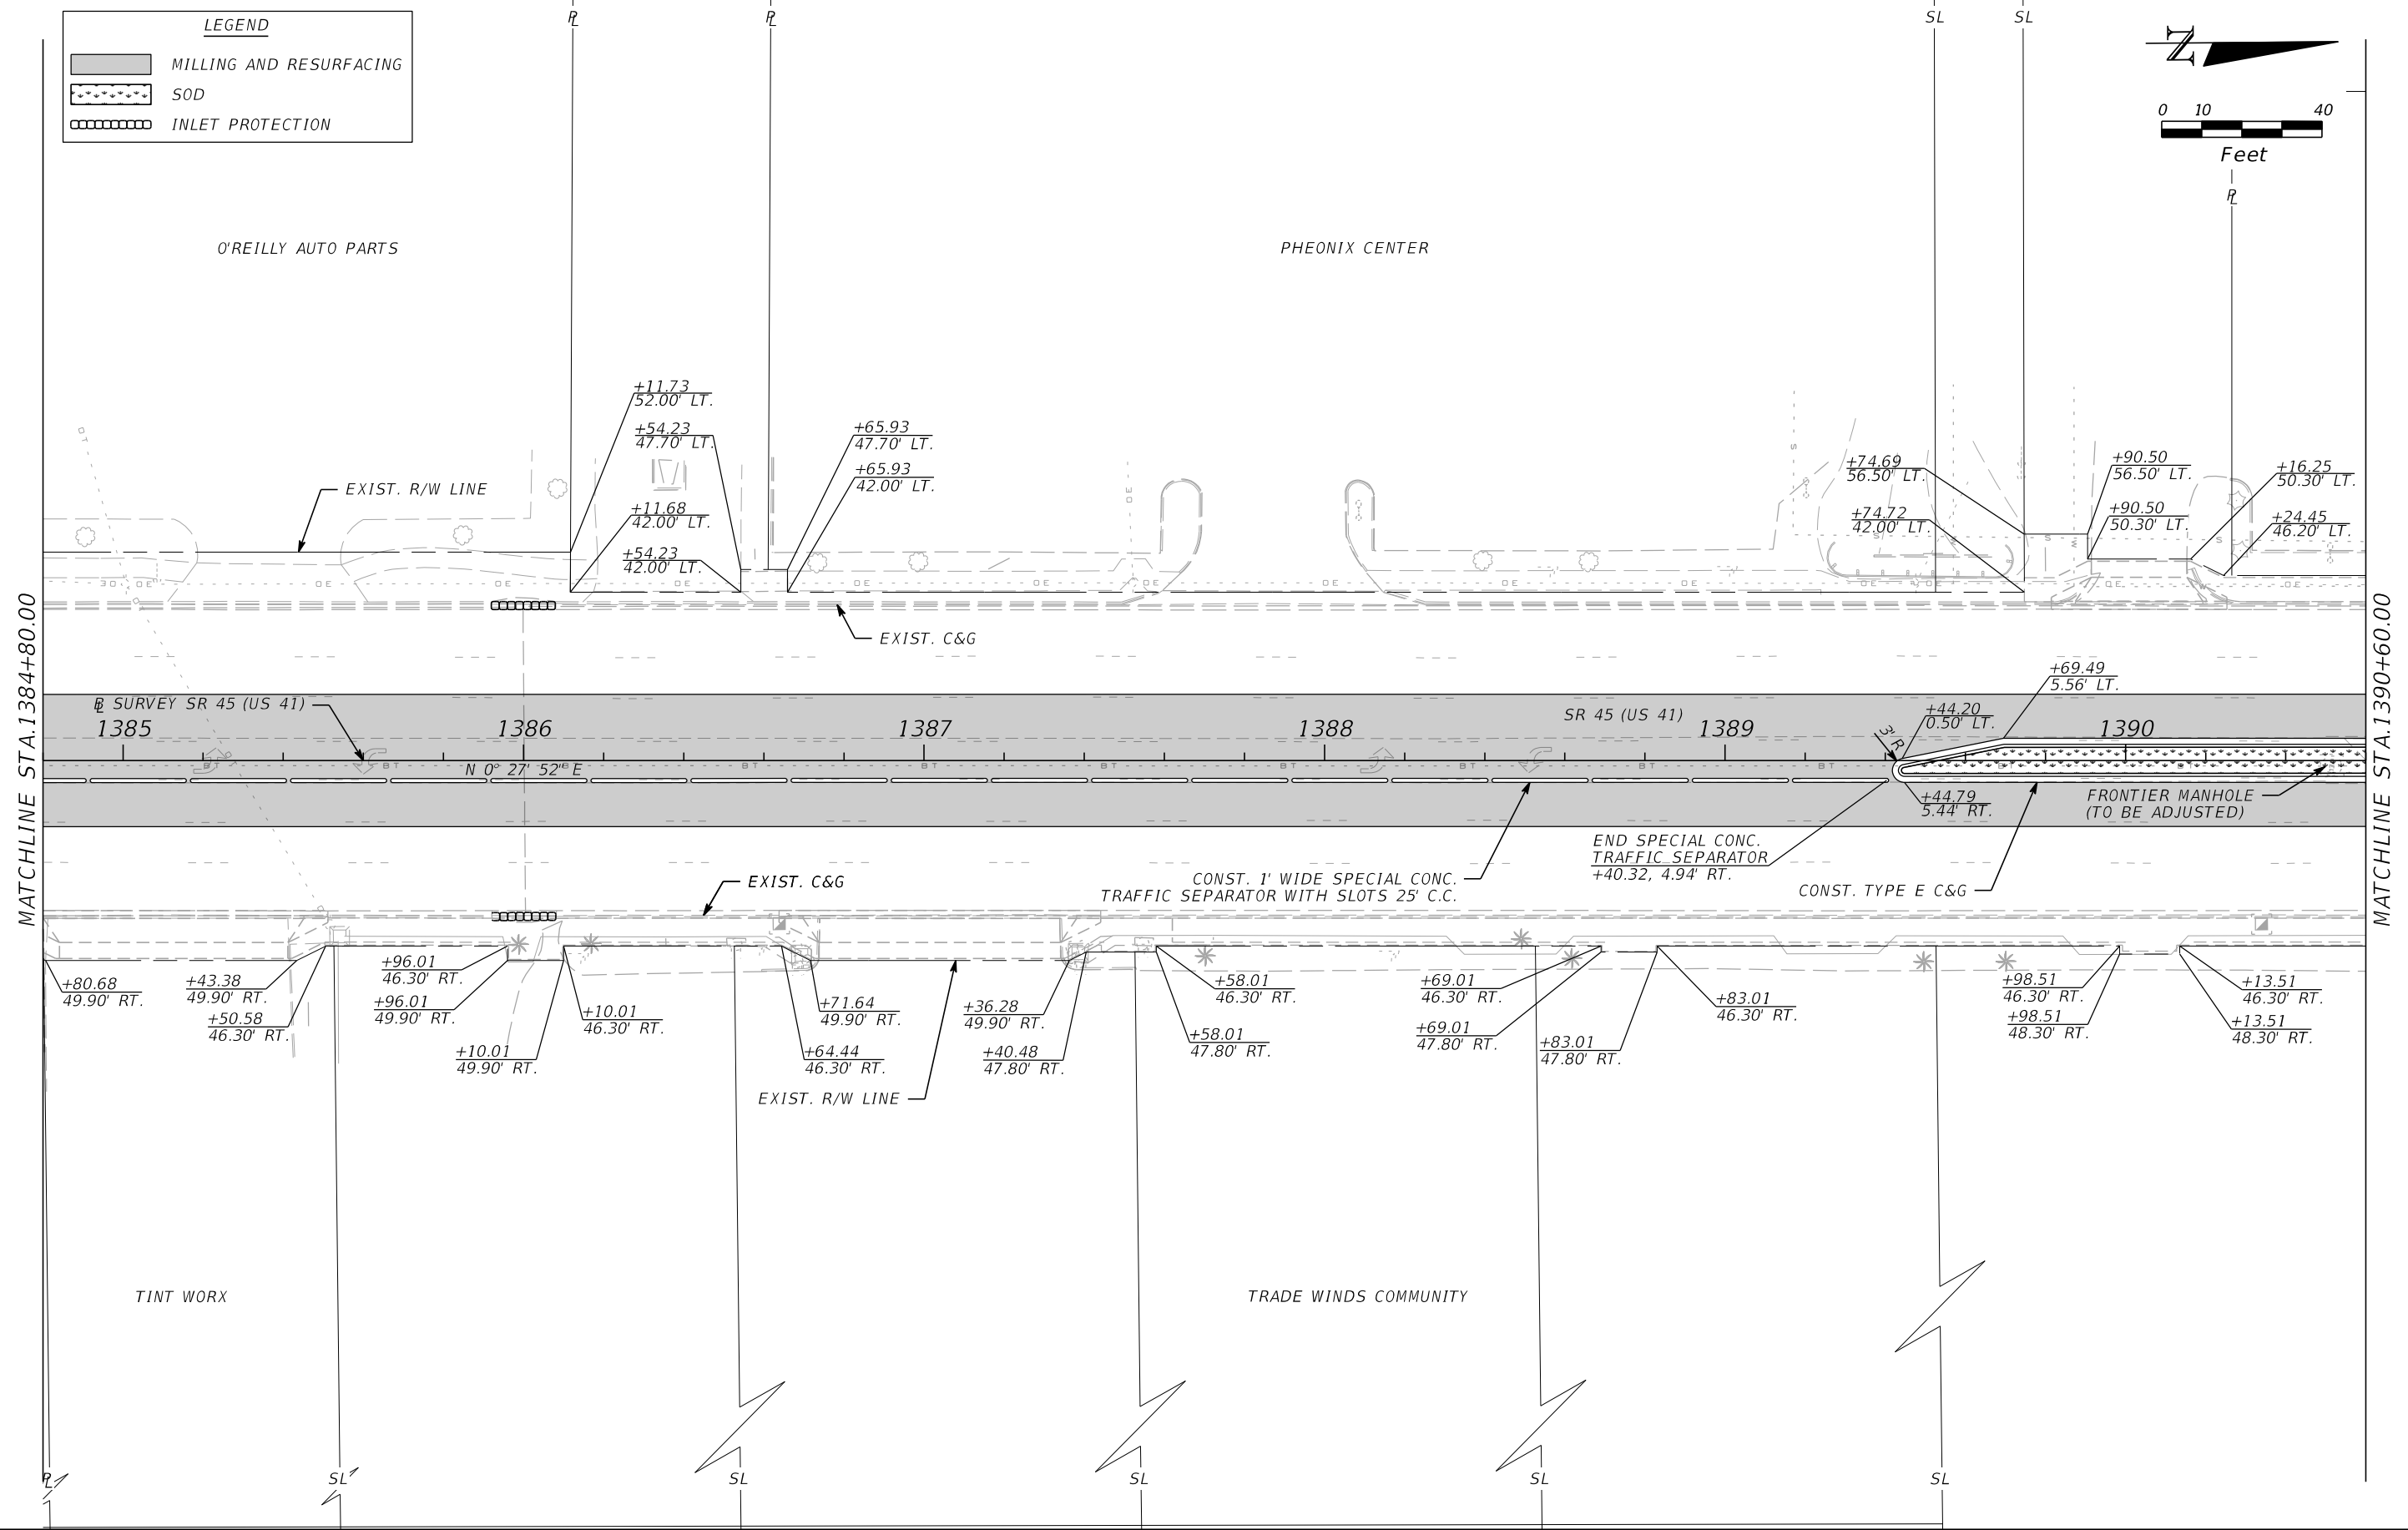 LEGEND
MILLING AND RESURFACING
SOD
INLET PROTECTION
PL
PL
SL
SL
N
0 10 40
Feet
PL
O'REILLY AUTO PARTS
PHEONIX CENTER
EXIST. R/W LINE
+11.73
52.00' LT.
+54.23
47.70' LT.
+11.68
42.00' LT.
+54.23
42.00' LT.
+65.93
47.70' LT.
+65.93
42.00' LT.
+74.69
56.50' LT.
+74.72
42.00' LT.
+90.50
56.50' LT.
+90.50
50.30' LT.
+16.25
50.30' LT.
+24.45
46.20' LT.
EXIST. C&G
MATCHLINE STA.1384+80.00
MATCHLINE STA.1390+60.00
BL SURVEY SR 45 (US 41)
SR 45 (US 41)
1385
1386
1387
1388
1389
1390
N 0° 27' 52" E
3' R
+44.20
0.50' LT.
+69.49
5.56' LT.
+44.79
5.44' RT.
FRONTIER MANHOLE
(TO BE ADJUSTED)
END SPECIAL CONC.
TRAFFIC SEPARATOR
+40.32, 4.94' RT.
CONST. 1' WIDE SPECIAL CONC.
TRAFFIC SEPARATOR WITH SLOTS 25' C.C.
CONST. TYPE E C&G
EXIST. C&G
+80.68
49.90' RT.
+43.38
49.90' RT.
+50.58
46.30' RT.
+96.01
46.30' RT.
+96.01
49.90' RT.
+10.01
49.90' RT.
+10.01
46.30' RT.
+64.44
46.30' RT.
+71.64
49.90' RT.
+36.28
49.90' RT.
+40.48
47.80' RT.
+58.01
46.30' RT.
+58.01
47.80' RT.
+69.01
46.30' RT.
+69.01
47.80' RT.
+83.01
47.80' RT.
+83.01
46.30' RT.
+98.51
46.30' RT.
+98.51
48.30' RT.
+13.51
46.30' RT.
+13.51
48.30' RT.
EXIST. R/W LINE
TINT WORX
TRADE WINDS COMMUNITY
PL
SL
SL
SL
SL
SL